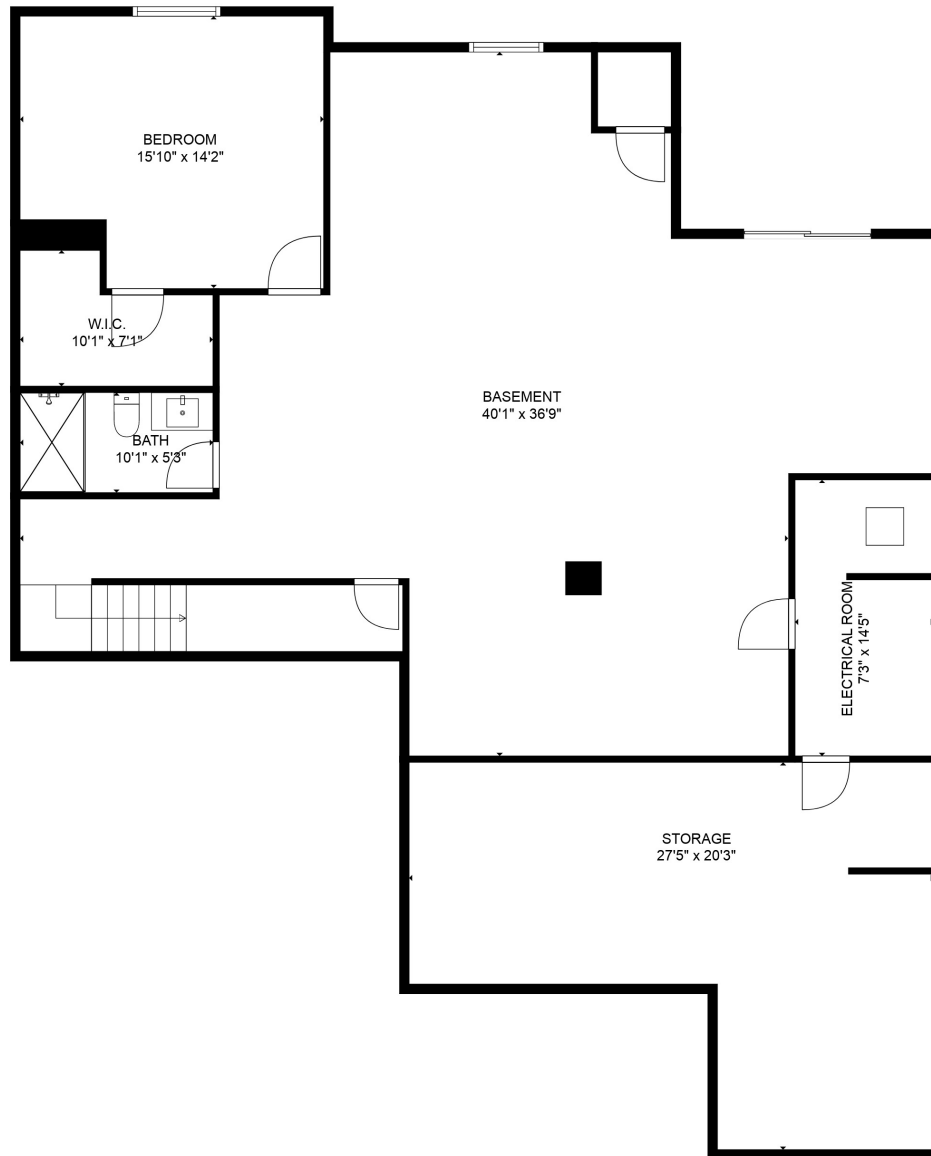 BEDROOM
15'10" x 14'2"
W.I.C.
10'1" x 7'1"
BASEMENT
40'1" x 36'9"
BATH
10'1" x 5'3"
ELECTRICAL ROOM
7'3" x 14'5"
STORAGE
27'5" x 20'3"